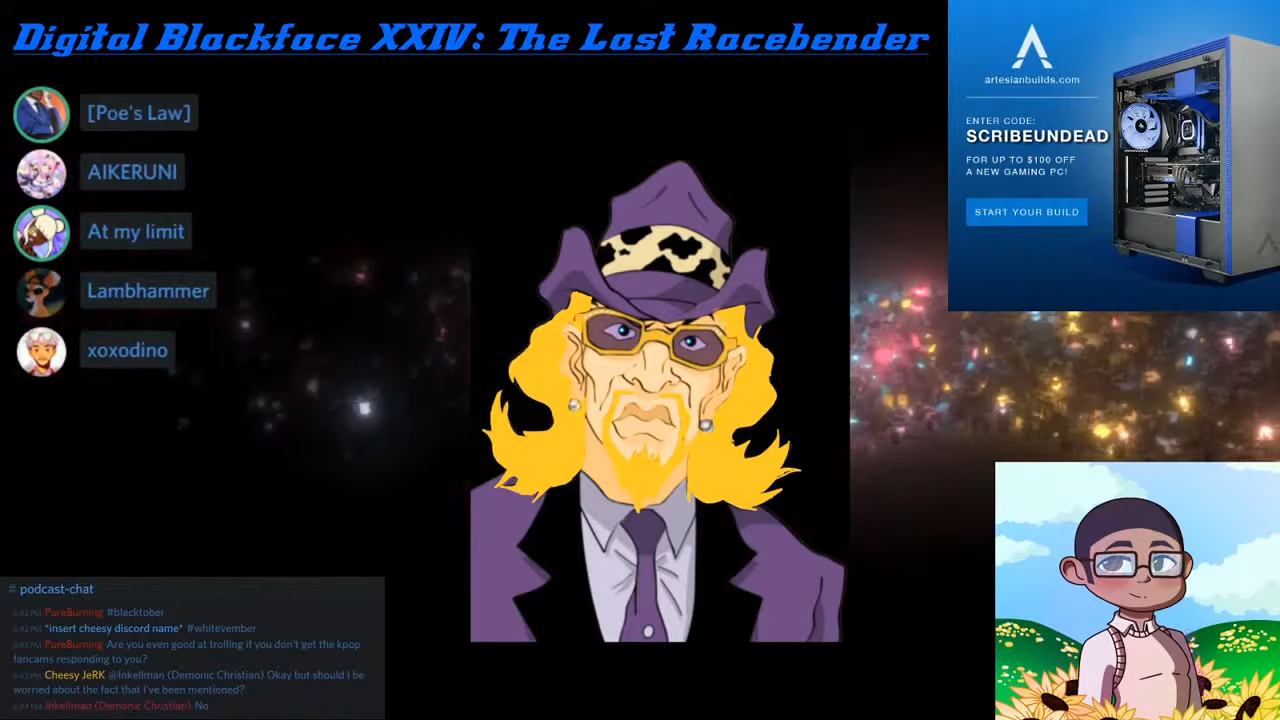 Digital Blackface XXIV: The Last Racebender
[Poe's Law]
AIKERUNI
At my limit
Lambhammer
xoxodino
artesianbuilds.com
ENTER CODE:
SCRIBEUNDEAD
FOR UP TO $100 OFF
A NEW GAMING PC!
START YOUR BUILD
# podcast-chat
PureBurning #blacktober
*insert cheesy discord name* #whitevember
PureBurning Are you even good at trolling if you don't get the kpop
fancams responding to you?
Cheesy JeRK @Inkellman (Demonic Christian) Okay but should I be
worried about the fact that I've been mentioned?
Inkellman (Demonic Christian) No